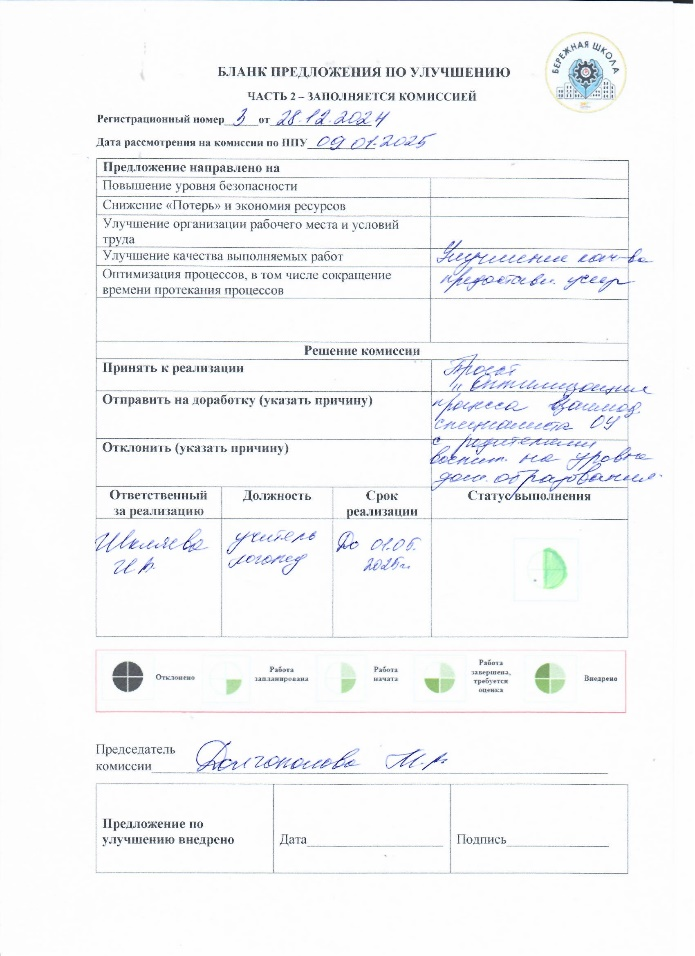 БЕРЕЖНАЯ ШКОЛА
БЛАНК ПРЕДЛОЖЕНИЯ ПО УЛУЧШЕНИЮ
ЧАСТЬ 2 – ЗАПОЛНЯЕТСЯ КОМИССИЕЙ
Регистрационный номер 3 от 28.12.2024
Дата рассмотрения на комиссии по ППУ 09 01.2025
Предложение направлено на
Повышение уровня безопасности
Снижение «Потерь» и экономия ресурсов
Улучшение организации рабочего места и условий
труда
Улучшение качества выполняемых работ Улучшение кач-ва
Оптимизация процессов, в том числе сокращение предоставл. услуг
времени протекания процессов
Решение комиссии
Принять к реализации Проект
"Оптимизация
Отправить на доработку (указать причину) процесса взаимод.
специалиста ОУ
Отклонить (указать причину) с родителями
воспит. на уровне
дош. образования.
Ответственный Должность Срок Статус выполнения
за реализацию реализации
Шкляева учитель До 01.05.
И.В. логопед 2025г.
Отклонено
Работа
запланирована
Работа
начата
Работа
завершена,
требуется
оценка
Внедрено
Председатель
комиссии Долгополова М.В.
Предложение по
улучшению внедрено Дата Подпись